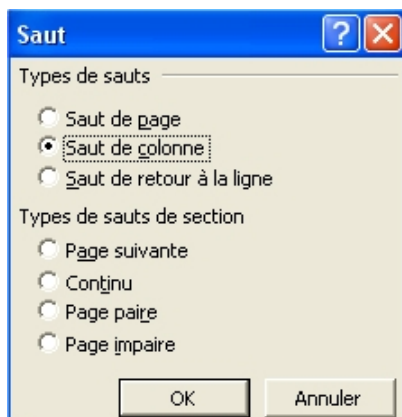 Saut
Types de sauts
Saut de page
Saut de colonne
Saut de retour à la ligne
Types de sauts de section
Page suivante
Continu
Page paire
Page impaire
OK Annuler